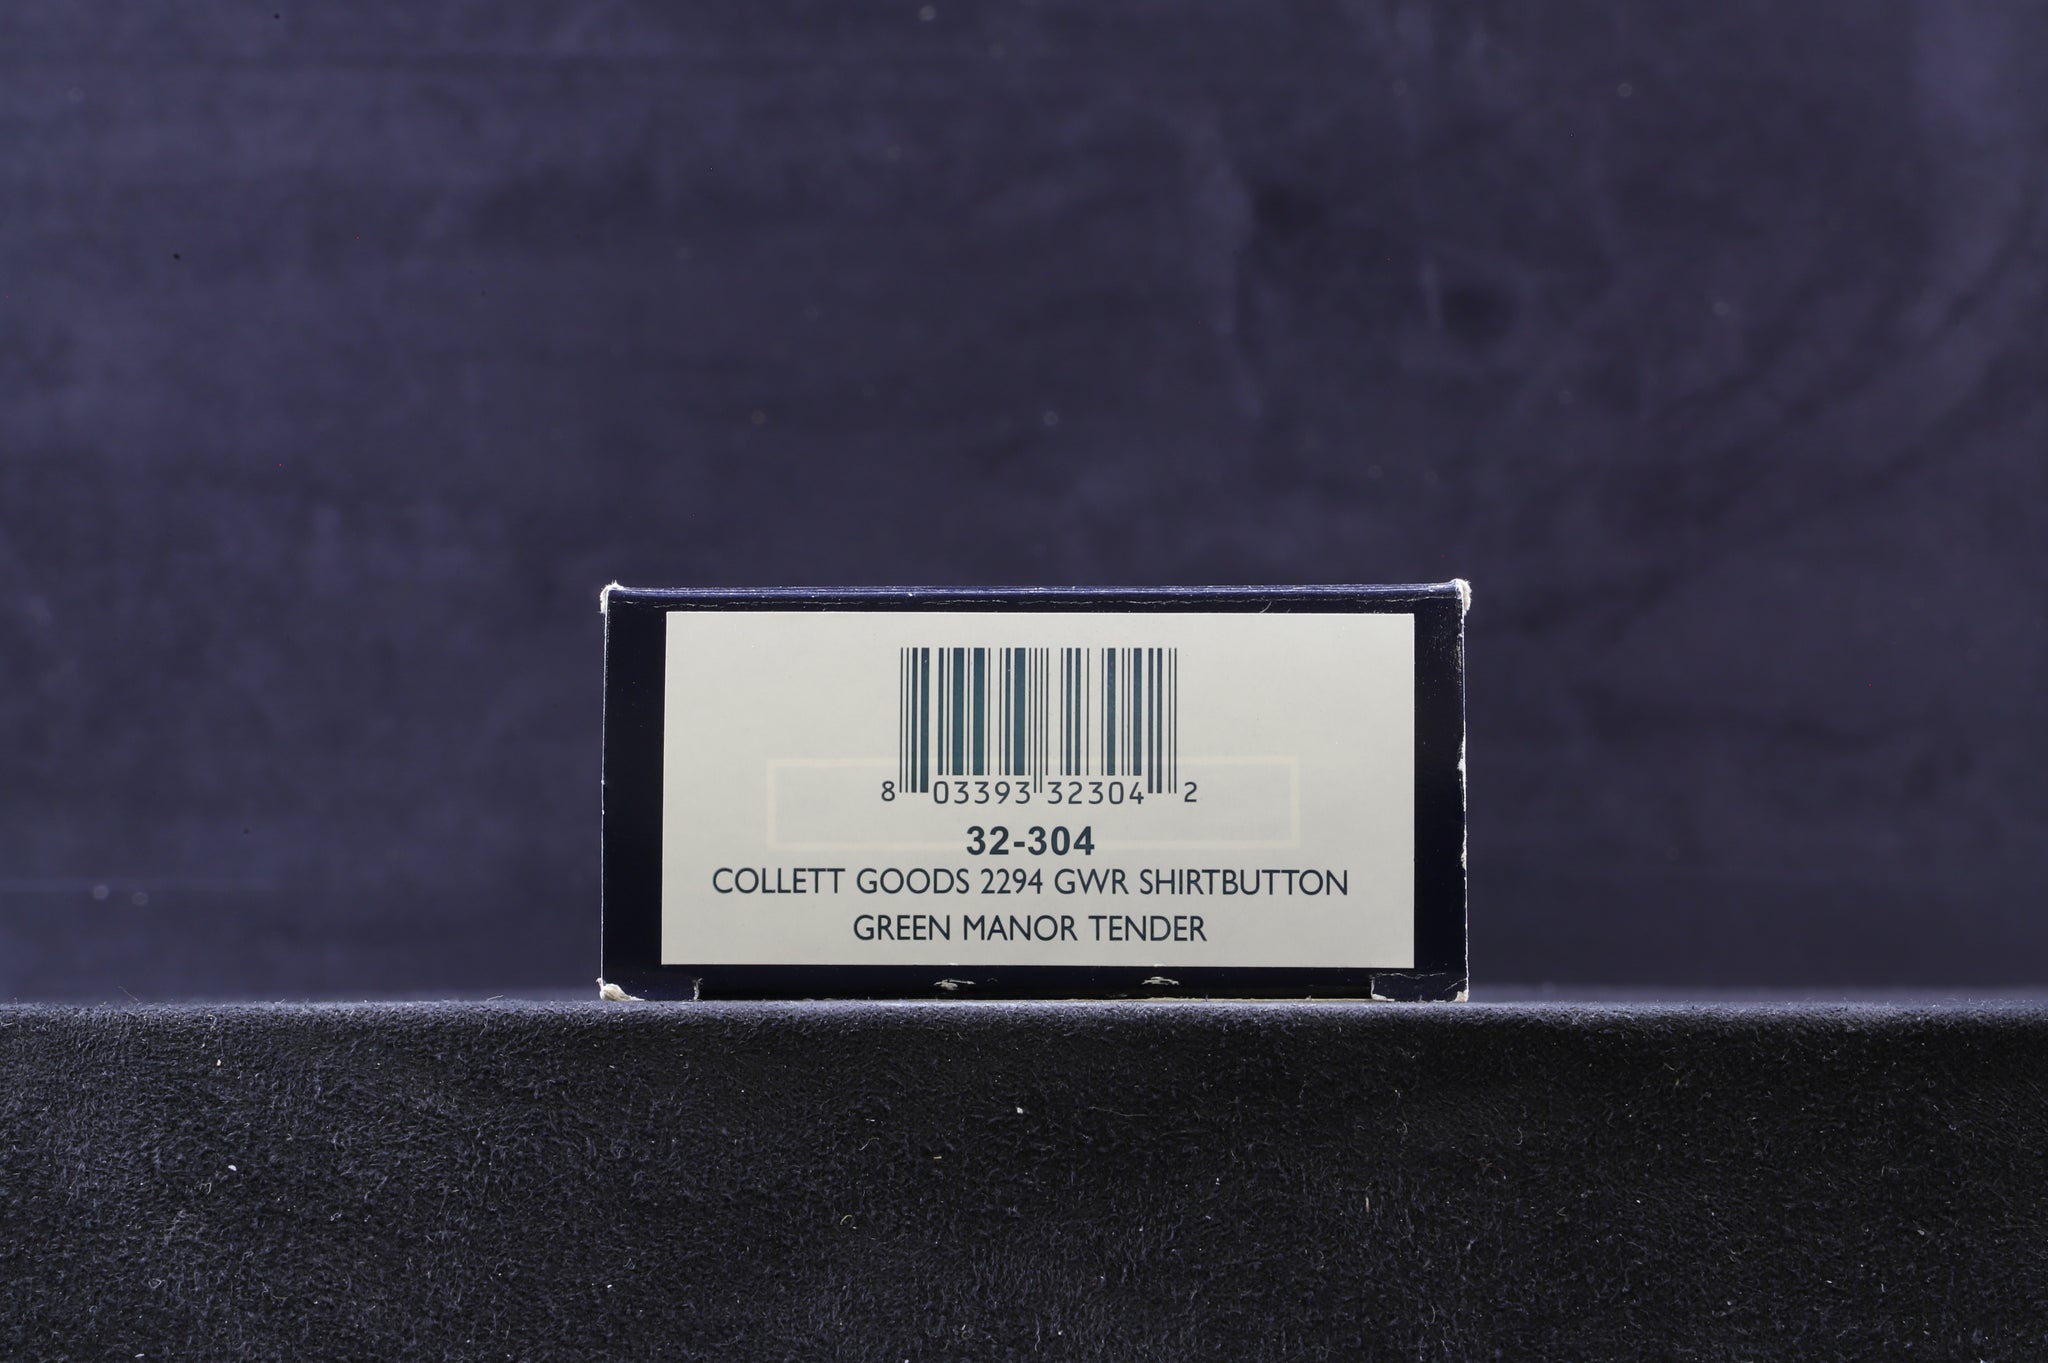 8 03393 32304 2
32-304
COLLETT GOODS 2294 GWR SHIRTBUTTON
GREEN MANOR TENDER